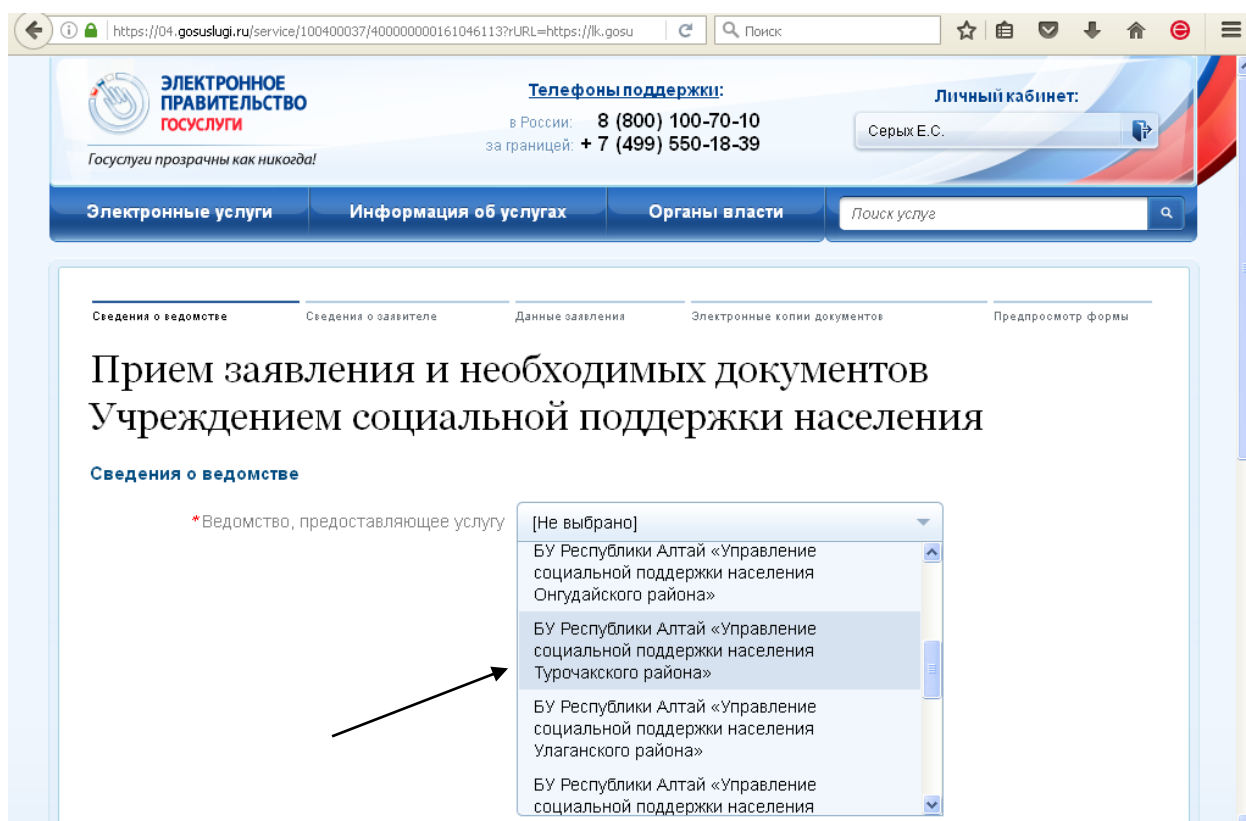 https://04.gosuslugi.ru/service/100400037/400000000161046113?rURL=https://lk.gosu
Поиск
ЭЛЕКТРОННОЕ
ПРАВИТЕЛЬСТВО
ГОСУСЛУГИ
Госуслуги прозрачны как никогда!
Телефоны поддержки:
в России: 8 (800) 100-70-10
за границей: + 7 (499) 550-18-39
Личный кабинет:
Серых Е.С.
Электронные услуги
Информация об услугах
Органы власти
Поиск услуг
Сведения о ведомстве
Сведения о заявителе
Данные заявления
Электронные копии документов
Предпросмотр формы
Прием заявления и необходимых документов
Учреждением социальной поддержки населения
Сведения о ведомстве
*Ведомство, предоставляющее услугу
[Не выбрано]
БУ Республики Алтай «Управление
социальной поддержки населения
Онгудайского района»
БУ Республики Алтай «Управление
социальной поддержки населения
Турочакского района»
БУ Республики Алтай «Управление
социальной поддержки населения
Улаганского района»
БУ Республики Алтай «Управление
социальной поддержки населения